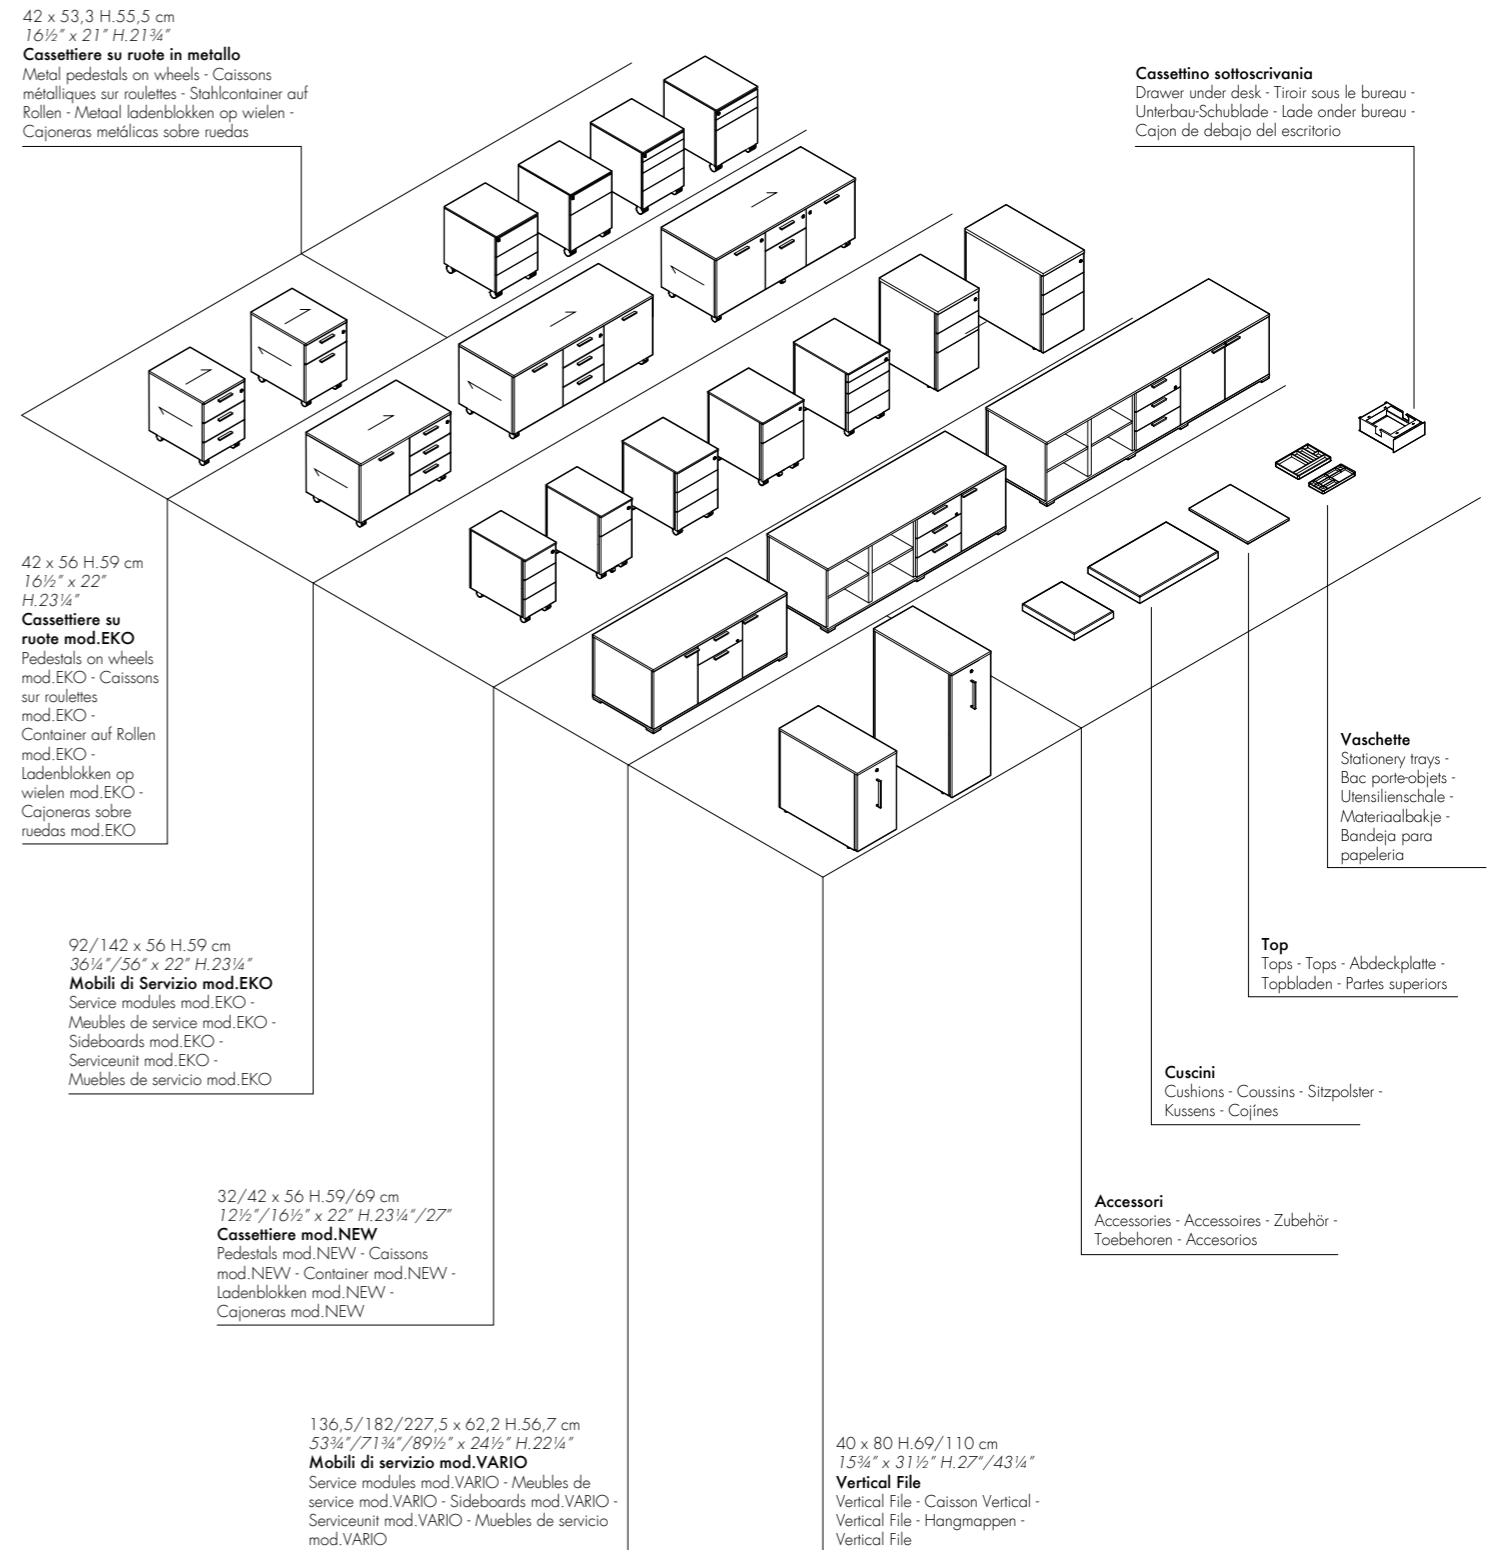 42 x 53,3 H.55,5 cm
16½” x 21” H.21¾”
Cassettiere su ruote in metallo
Metal pedestals on wheels - Caissons
métalliques sur roulettes - Stahlcontainer auf
Rollen - Metaal ladenblokken op wielen -
Cajoneras metálicas sobre ruedas
Cassettino sottoscrivania
Drawer under desk - Tiroir sous le bureau -
Unterbau-Schublade - Lade onder bureau -
Cajon de debajo del escritorio
42 x 56 H.59 cm
16½” x 22”
H.23¼”
Cassettiere su
ruote mod.EKO
Pedestals on wheels
mod.EKO - Caissons
sur roulettes
mod.EKO -
Container auf Rollen
mod.EKO -
Ladenblokken op
wielen mod.EKO -
Cajoneras sobre
ruedas mod.EKO
Vaschette
Stationery trays -
Bac porte-objets -
Utensilienschale -
Materiaalbakje -
Bandeja para
papeleria
92/142 x 56 H.59 cm
36¼”/56” x 22” H.23¼”
Mobili di Servizio mod.EKO
Service modules mod.EKO -
Meubles de service mod.EKO -
Sideboards mod.EKO -
Serviceunit mod.EKO -
Muebles de servicio mod.EKO
Top
Tops - Tops - Abdeckplatte -
Topbladen - Partes superiors
Cuscini
Cushions - Coussins - Sitzpolster -
Kussens - Cojínes
32/42 x 56 H.59/69 cm
12½”/16½” x 22” H.23¼”/27”
Cassettiere mod.NEW
Pedestals mod.NEW - Caissons
mod.NEW - Container mod.NEW -
Ladenblokken mod.NEW -
Cajoneras mod.NEW
Accessori
Accessories - Accessoires - Zubehör -
Toebehoren - Accesorios
136,5/182/227,5 x 62,2 H.56,7 cm
53¾”/71¾”/89½” x 24½” H.22¼”
Mobili di servizio mod.VARIO
Service modules mod.VARIO - Meubles de
service mod.VARIO - Sideboards mod.VARIO -
Serviceunit mod.VARIO - Muebles de servicio
mod.VARIO
40 x 80 H.69/110 cm
15¾” x 31½” H.27”/43¼”
Vertical File
Vertical File - Caisson Vertical -
Vertical File - Hangmappen -
Vertical File